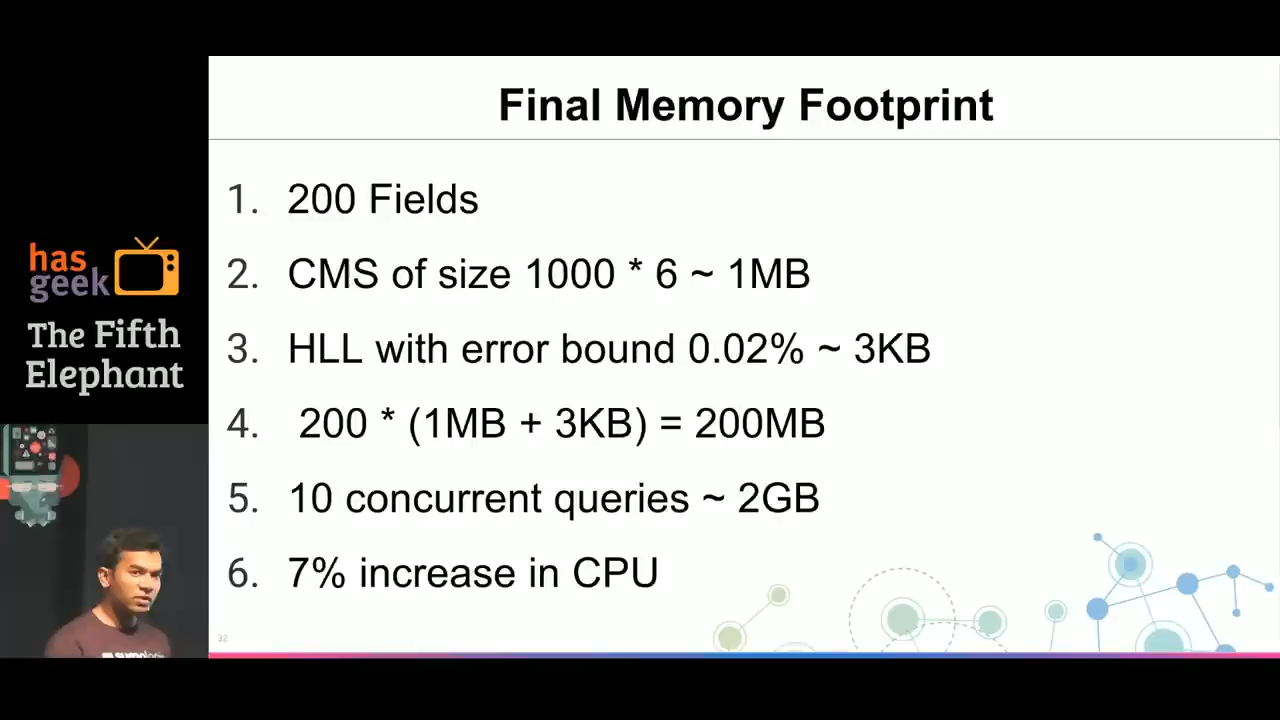 Final Memory Footprint
1. 200 Fields
2. CMS of size 1000 * 6 ~ 1MB
3. HLL with error bound 0.02% ~ 3KB
4. 200 * (1MB + 3KB) = 200MB
5. 10 concurrent queries ~ 2GB
6. 7% increase in CPU
32
has
geek
The Fifth
Elephant